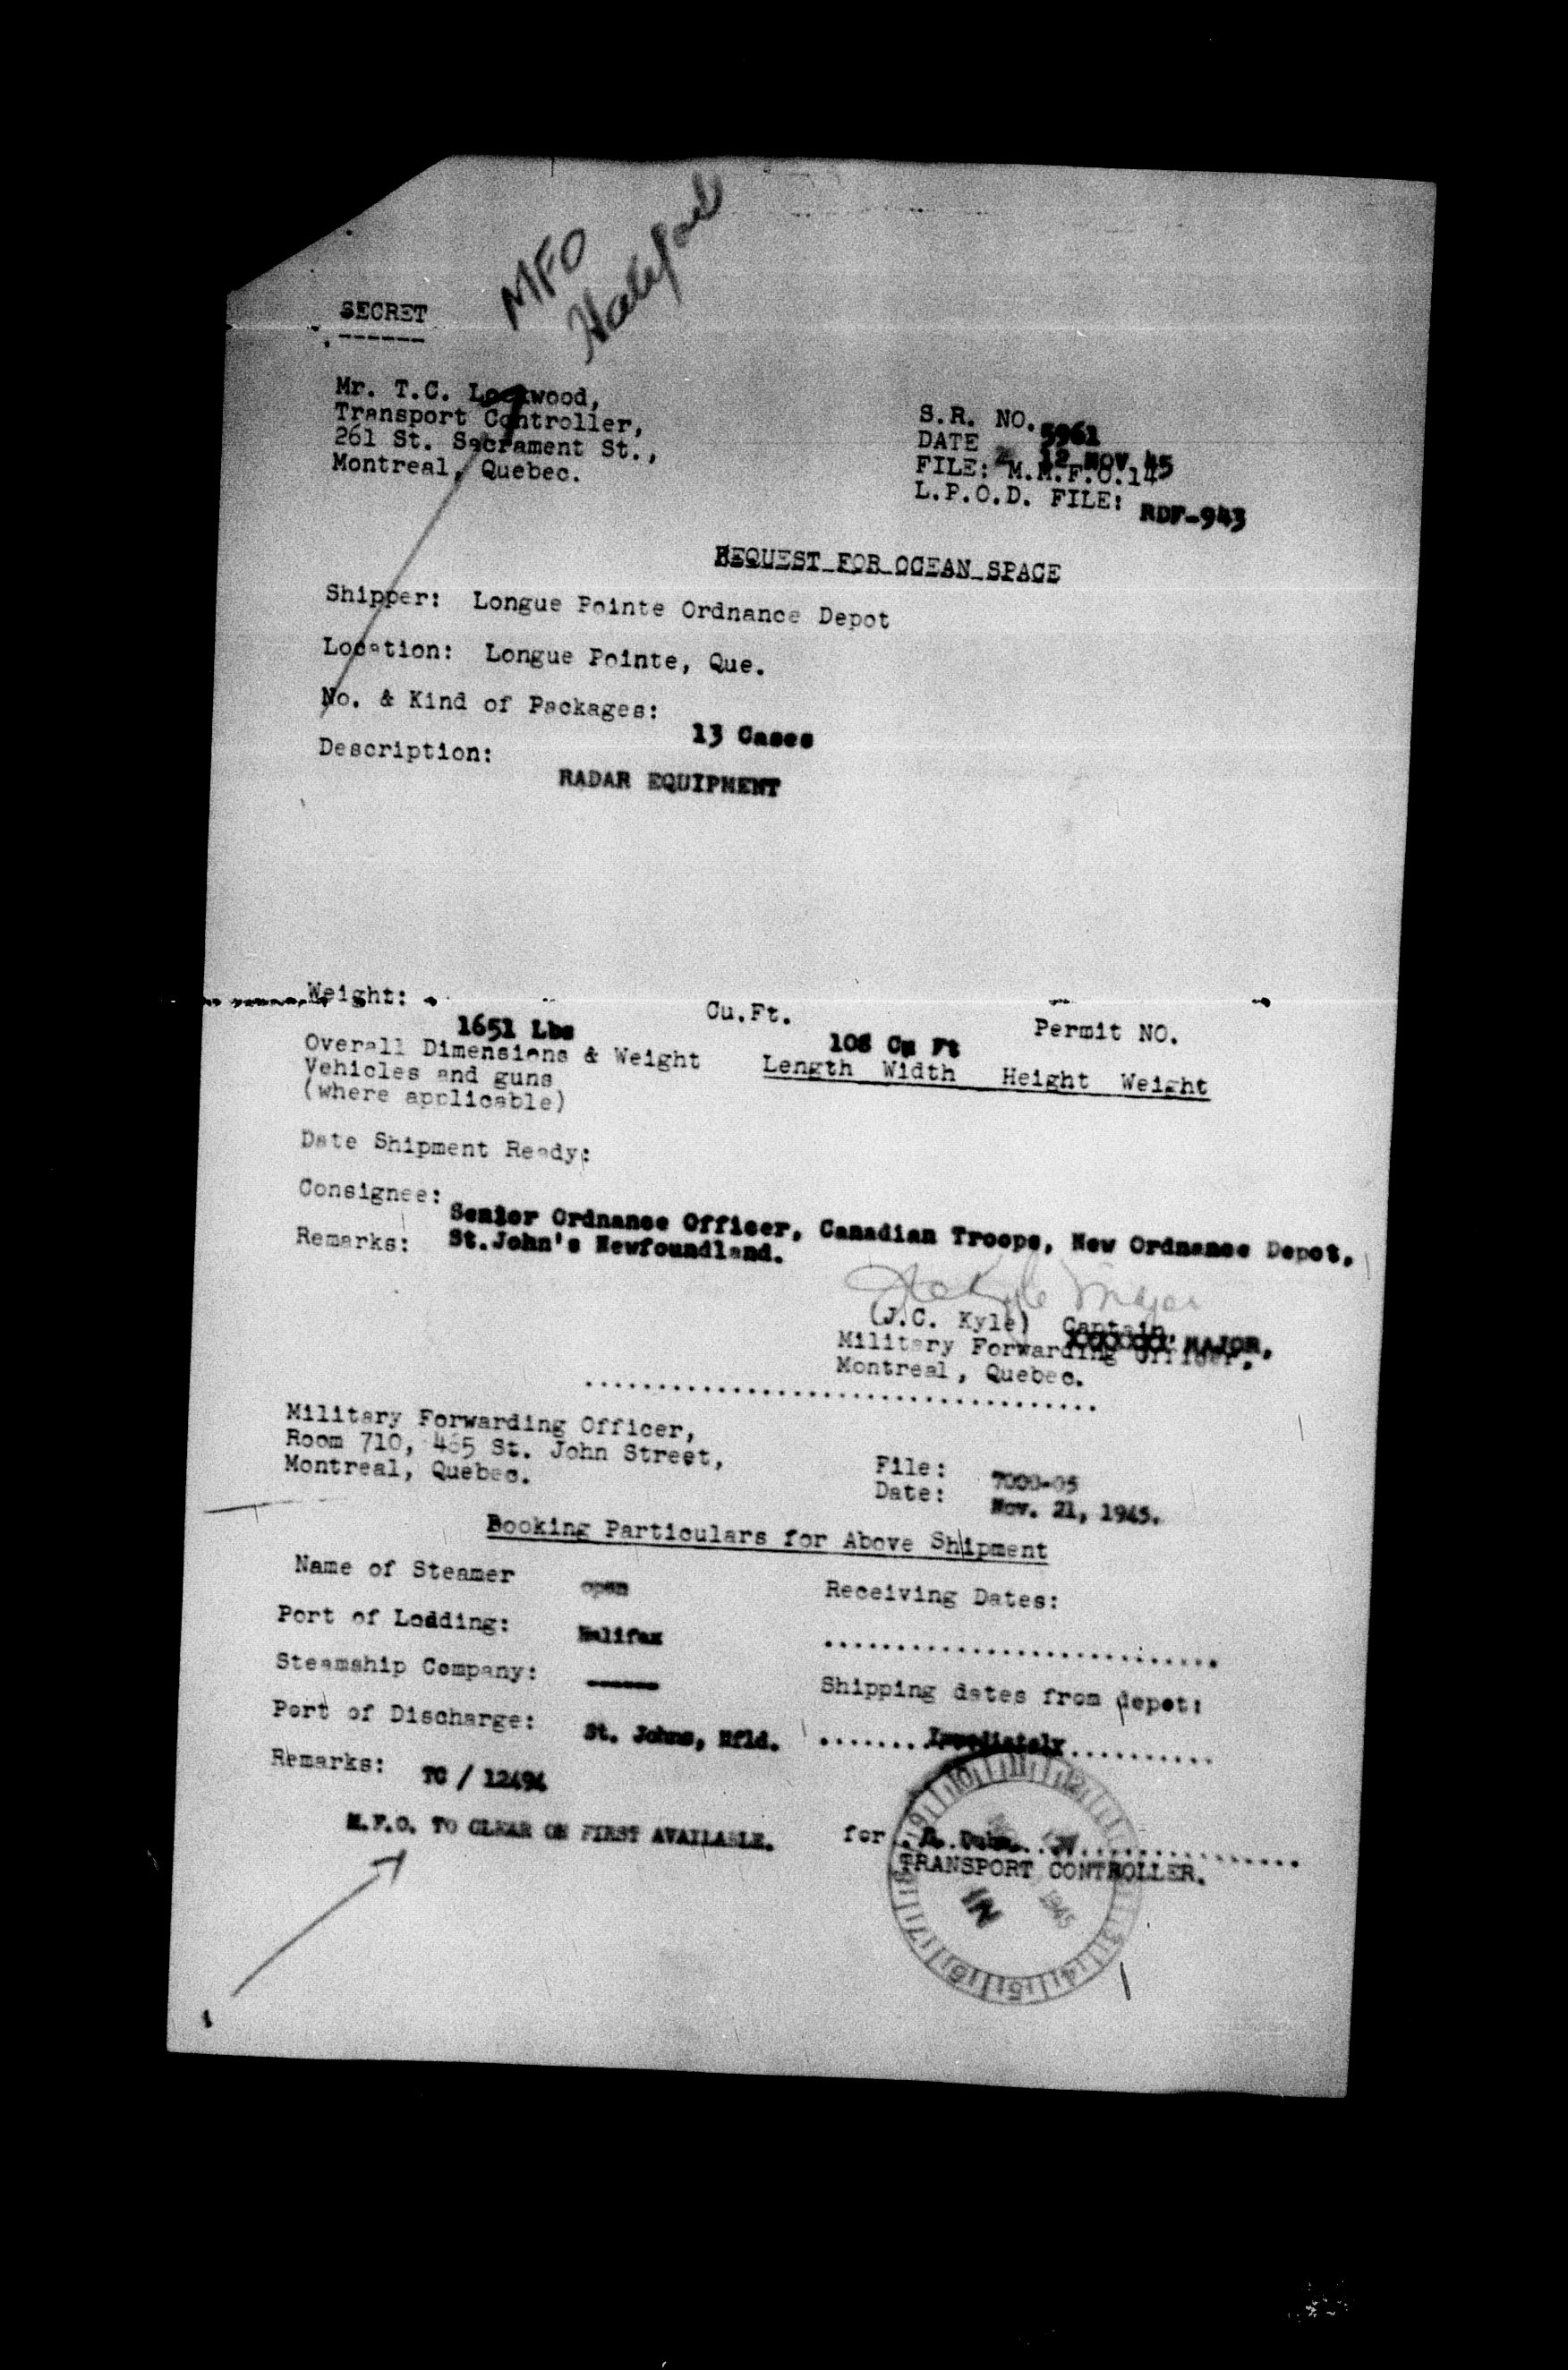 MFO
SECRET
Mr. T.C. Lockwood,
Transport Controller,
261 St. Sacrament St.,
Montreal, Quebec.
S.R. NO. 5961
DATE 12 NOV 45
FILE: M.M.F.O.145
L.P.O.D. FILE: RDF-943
REQUEST FOR OCEAN SPACE
Shipper: Longue Pointe Ordnance Depot
Location: Longue Pointe, Que.
No. & Kind of Packages: 13 Cases
Description:
RADAR EQUIPMENT
Weight: 1651 Lbs Cu.Ft. 108 Cu Ft Permit NO.
Overall Dimensions & Weight Length Width Height Weight
Vehicles and guns
(where applicable)
Date Shipment Ready:
Consignee: Senior Ordnance Officer, Canadian Troops, New Ordnance Depot,
Remarks: St.John's Newfoundland.
(J.C. Kyle) Captain, MAJOR.
Military Forwarding Officer,
Montreal, Quebec.
Military Forwarding Officer,
Room 710, 465 St. John Street,
Montreal, Quebec.
File: 7000-05
Date: Nov. 21, 1945.
Booking Particulars for Above Shipment
Name of Steamer open Receiving Dates:
Port of Loading: Halifax
Steamship Company: ------
Shipping dates from depot:
Port of Discharge: St. Johns, Nfld. Immediately
Remarks: TC / 12494
M.F.O. TO CLEAR ON FIRST AVAILABLE.
for
TRANSPORT CONTROLLER.
IN 1945